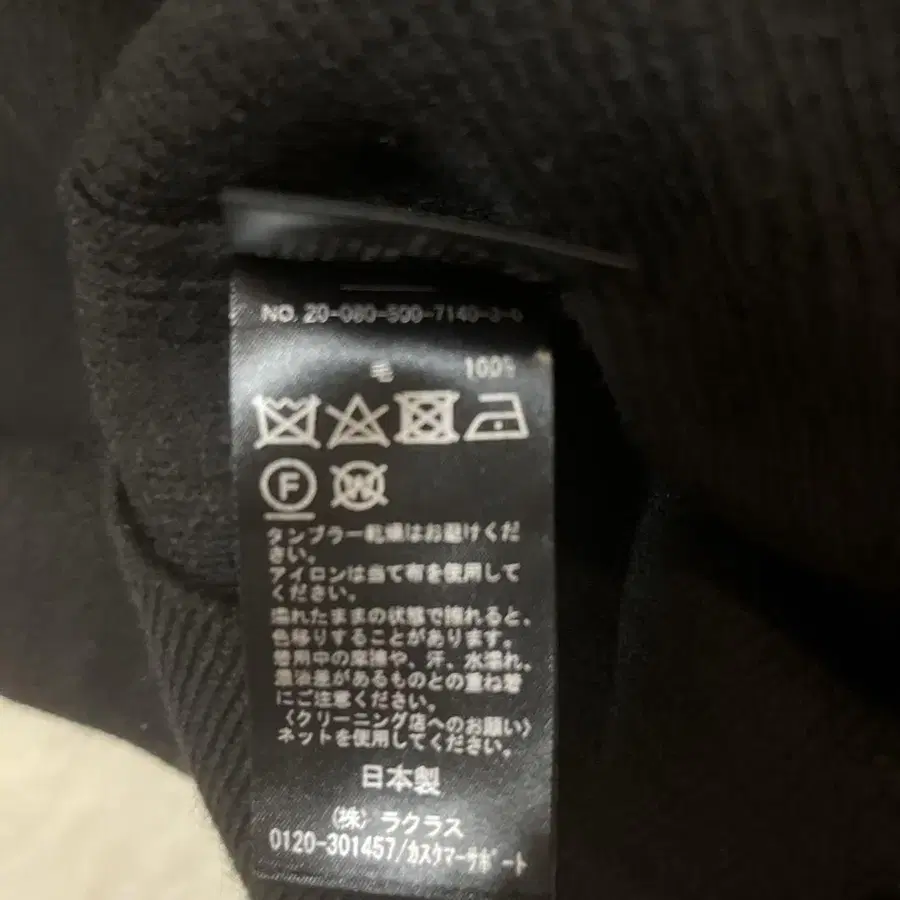 NO. 20-080-500-7140-3-0
毛 100%
F
W
タンブラー乾燥はお避けくだ
さい。
アイロンは当て布を使用して
ください。
濡れたままの状態で擦れると、
色移りすることがあります。
着用中の摩擦や、汗、水濡れ、
濃淡差があるものとの重ね着
にご注意ください。
〈クリーニング店へのお願い〉
ネットを使用してください。
日本製
(株) ラクラス
0120-301457/カスタマーサポート